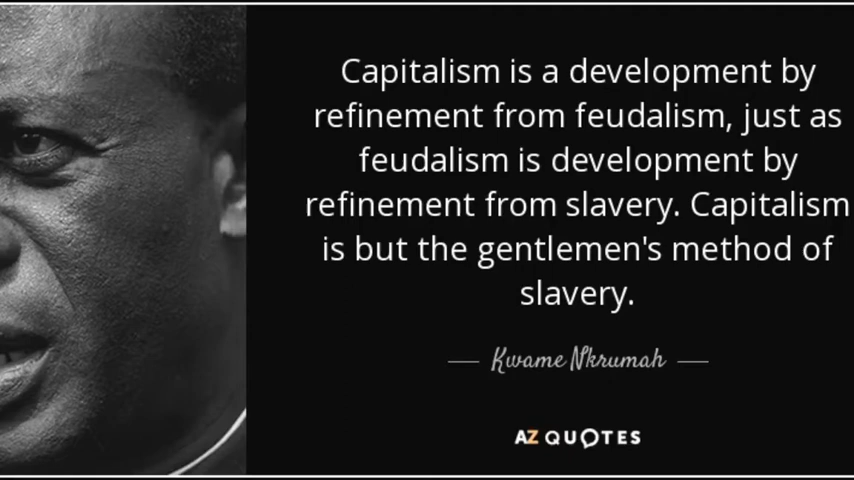 Capitalism is a development by
refinement from feudalism, just as
feudalism is development by
refinement from slavery. Capitalism
is but the gentlemen's method of
slavery.
Kwame Nkrumah
AZ QUOTES